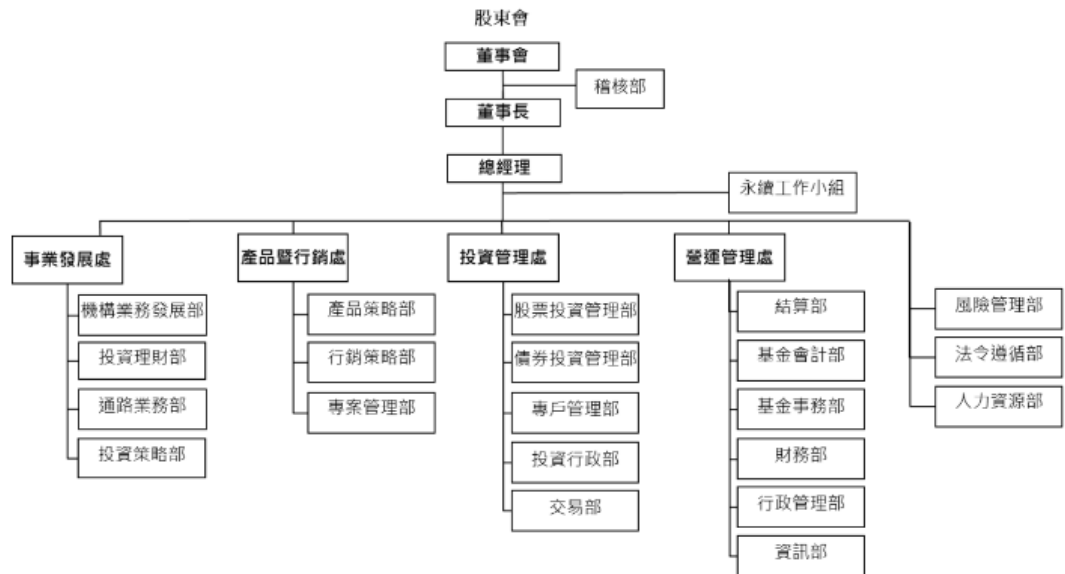 股東會
董事會
稽核部
董事長
總經理
永續工作小組
事業發展處
機構業務發展部
投資理財部
通路業務部
投資策略部
產品暨行銷處
產品策略部
行銷策略部
專案管理部
投資管理處
股票投資管理部
債券投資管理部
專戶管理部
投資行政部
交易部
營運管理處
結算部
基金會計部
基金事務部
財務部
行政管理部
資訊部
風險管理部
法令遵循部
人力資源部